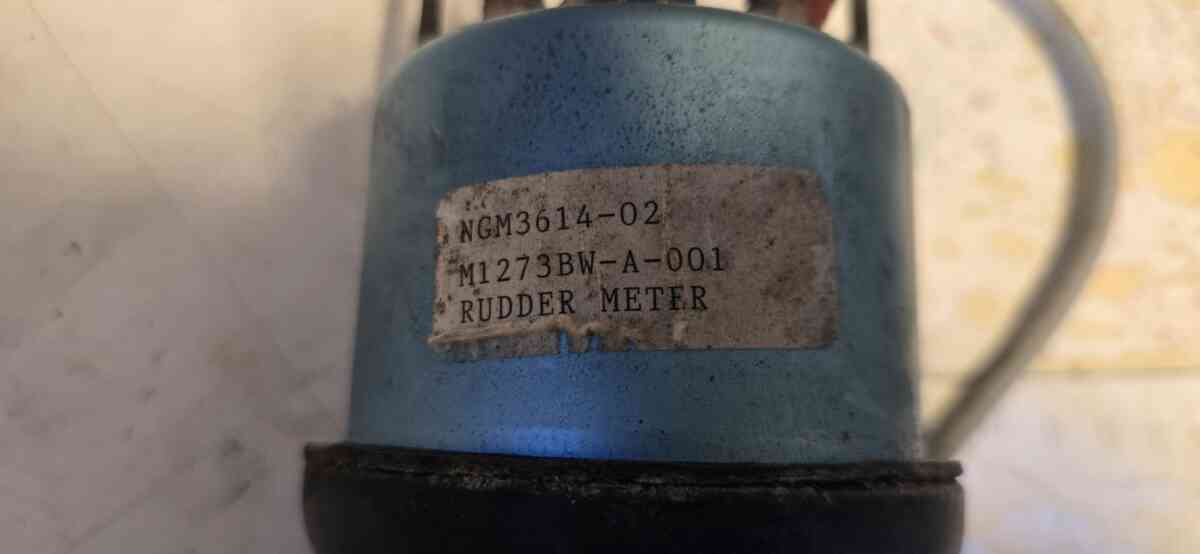 NGM3614-02
M1273BW-A-001
RUDDER METER